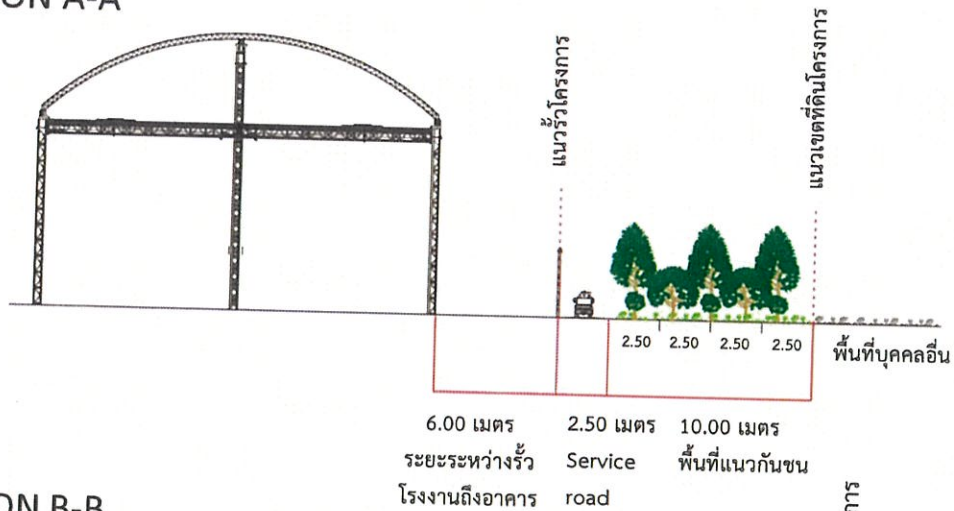 ON A-A
แนวรั้วโครงการ
แนวเขตที่ดินโครงการ
2.50 2.50 2.50 2.50
พื้นที่บุคคลอื่น
6.00 เมตร
ระยะระหว่างรั้ว
โรงงานถึงอาคาร
2.50 เมตร
Service
road
10.00 เมตร
พื้นที่แนวกันชน
ON B-B
การ